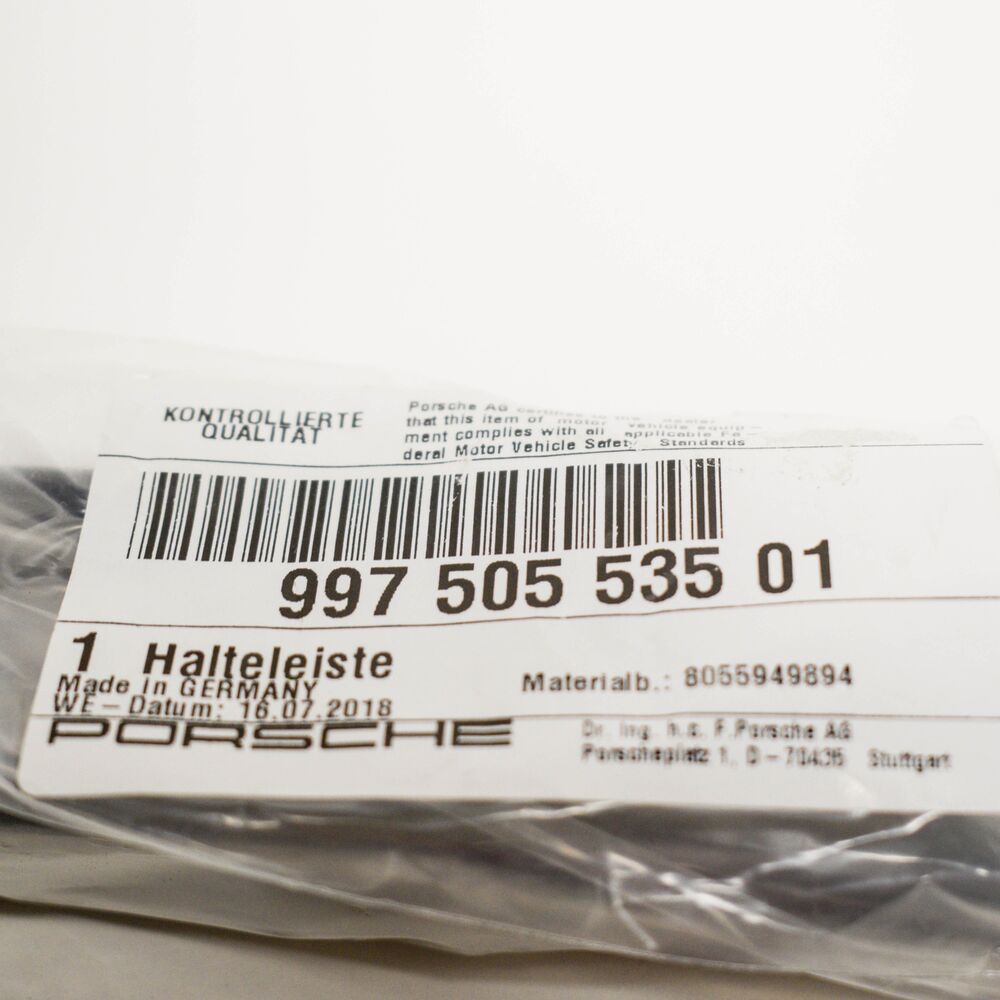 KONTROLLIERTE
QUALITÄT
Porsche AG certifies to the dealer
that this item of motor vehicle equip-
ment complies with all applicable Fe-
deral Motor Vehicle Safety Standards
997 505 535 01
1 Halteleiste
Made in GERMANY
WE-Datum: 16.07.2018
Materialb.: 8055949894
PORSCHE
Dr. Ing. h.c. F. Porsche AG
Porscheplatz 1, D-70435 Stuttgart